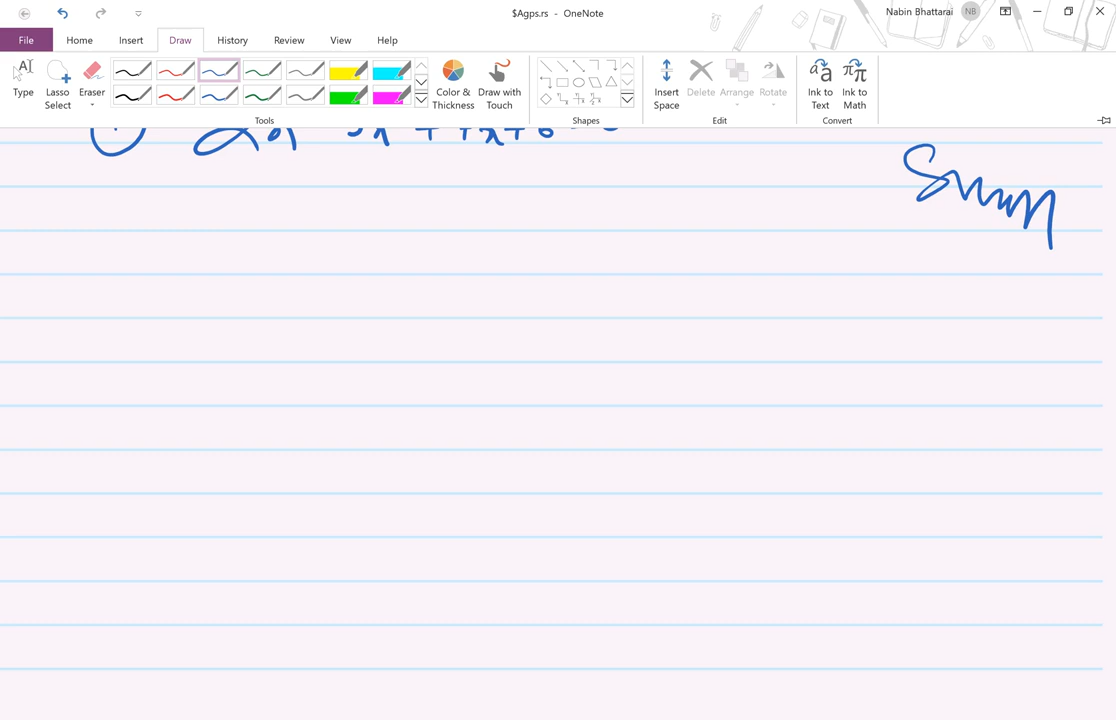 $Agps.rs - OneNote
Nabin Bhattarai NB
File Home Insert Draw History Review View Help
Type
Lasso Select
Eraser
Color & Thickness
Draw with Touch
Insert Space
Delete
Arrange
Rotate
Ink to Text
Ink to Math
Tools
Shapes
Edit
Convert